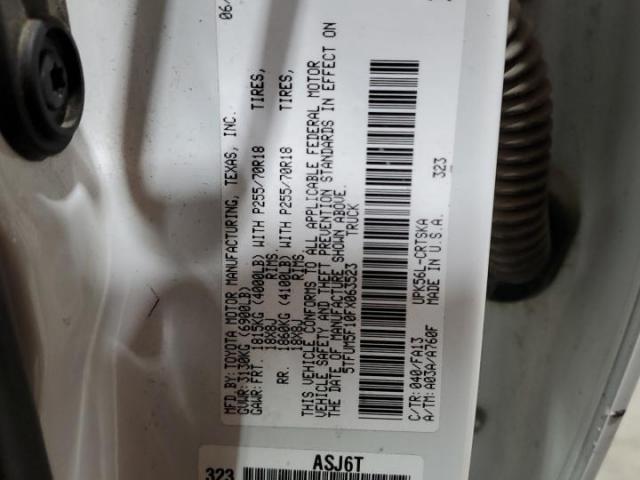 06/
MFD.BY: TOYOTA MOTOR MANUFACTURING, TEXAS, INC.
GVWR: 3130KG (6900LB)
GAWR: FRT. 1815KG (4000LB) WITH P255/70R18 TIRES,
18X8J RIMS,
RR. 1860KG (4100LB) WITH P255/70R18 TIRES,
18X8J RIMS
THIS VEHICLE CONFORMS TO ALL APPLICABLE FEDERAL MOTOR
VEHICLE SAFETY AND THEFT PREVENTION STANDARDS IN EFFECT ON
THE DATE OF MANUFACTURE SHOWN ABOVE.
5TFUM5F10FX063523 TRUCK
C/TR: 040/FA13 UPK56L-CRTSKA 323
A/TM: A03A/A760F MADE IN U.S.A.
323
ASJ6T